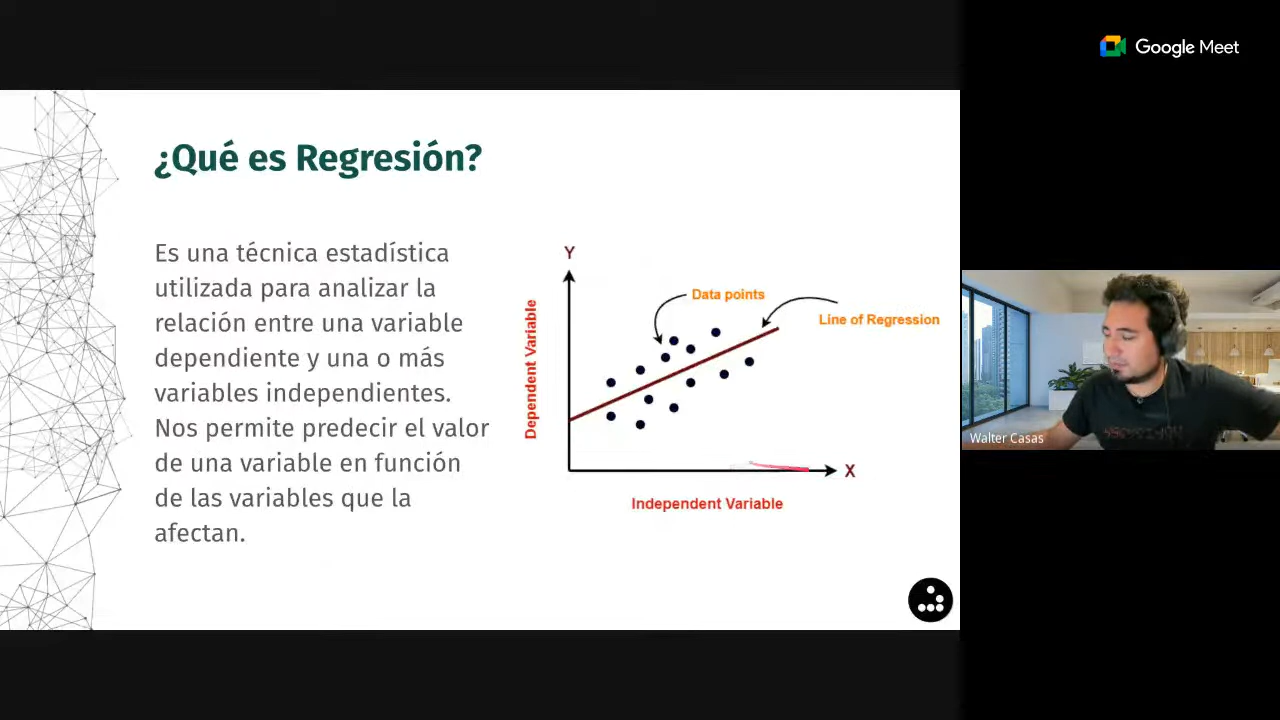 Google Meet
¿Qué es Regresión?
Es una técnica estadística
utilizada para analizar la
relación entre una variable
dependiente y una o más
variables independientes.
Nos permite predecir el valor
de una variable en función
de las variables que la
afectan.
Y
Data points
Line of Regression
Dependent Variable
X
Independent Variable
Walter Casas